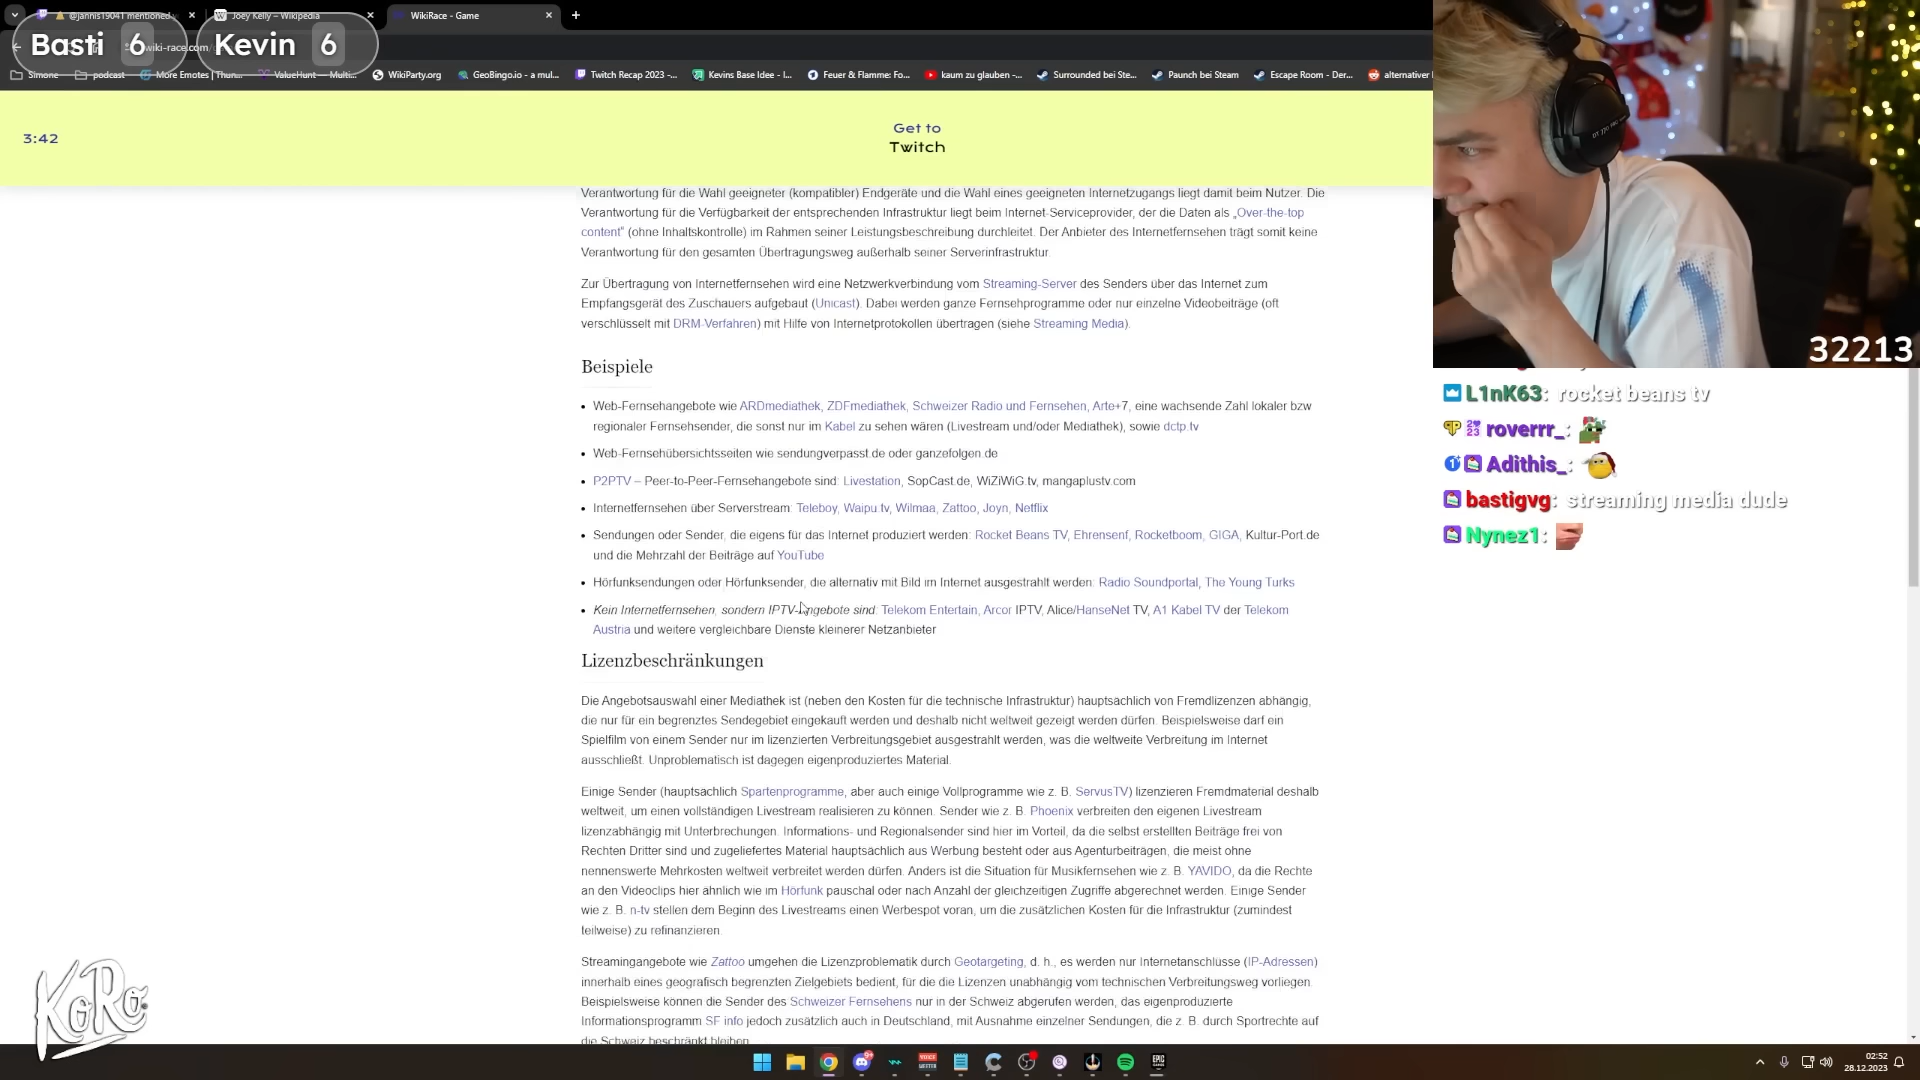 @jannis19041 mentioned
Joey Kelly – Wikipedia
WikiRace - Game
Basti 6
Kevin 6
wiki-race.com/
Simone
podcast
More Emotes | Thun...
ValueHunt — Multi...
WikiParty.org
GeoBingo.io - a mul...
Twitch Recap 2023 -...
Kevins Base Idee - I...
Feuer & Flamme: Fo...
kaum zu glauben -...
Surrounded bei Ste...
Paunch bei Steam
Escape Room - Der...
alternativer
3:42
Get to
Twitch
Verantwortung für die Wahl geeigneter (kompatibler) Endgeräte und die Wahl eines geeigneten Internetzugangs liegt damit beim Nutzer. Die
Verantwortung für die Verfügbarkeit der entsprechenden Infrastruktur liegt beim Internet-Serviceprovider, der die Daten als „Over-the-top
content“ (ohne Inhaltskontrolle) im Rahmen seiner Leistungsbeschreibung durchleitet. Der Anbieter des Internetfernsehen trägt somit keine
Verantwortung für den gesamten Übertragungsweg außerhalb seiner Serverinfrastruktur.
Zur Übertragung von Internetfernsehen wird eine Netzwerkverbindung vom Streaming-Server des Senders über das Internet zum
Empfangsgerät des Zuschauers aufgebaut (Unicast). Dabei werden ganze Fernsehprogramme oder nur einzelne Videobeiträge (oft
verschlüsselt mit DRM-Verfahren) mit Hilfe von Internetprotokollen übertragen (siehe Streaming Media).
Beispiele
Web-Fernsehangebote wie ARDmediathek, ZDFmediathek, Schweizer Radio und Fernsehen, Arte+7, eine wachsende Zahl lokaler bzw
regionaler Fernsehsender, die sonst nur im Kabel zu sehen wären (Livestream und/oder Mediathek), sowie dctp.tv
Web-Fernsehübersichtsseiten wie sendungverpasst.de oder ganzefolgen.de
P2PTV – Peer-to-Peer-Fernsehangebote sind: Livestation, SopCast.de, WiZiWiG.tv, mangaplustv.com
Internetfernsehen über Serverstream: Teleboy, Waipu.tv, Wilmaa, Zattoo, Joyn, Netflix
Sendungen oder Sender, die eigens für das Internet produziert werden: Rocket Beans TV, Ehrensenf, Rocketboom, GIGA, Kultur-Port.de
und die Mehrzahl der Beiträge auf YouTube
Hörfunksendungen oder Hörfunksender, die alternativ mit Bild im Internet ausgestrahlt werden: Radio Soundportal, The Young Turks
Kein Internetfernsehen, sondern IPTV-Angebote sind: Telekom Entertain, Arcor IPTV, Alice/HanseNet TV, A1 Kabel TV der Telekom
Austria und weitere vergleichbare Dienste kleinerer Netzanbieter
Lizenzbeschränkungen
Die Angebotsauswahl einer Mediathek ist (neben den Kosten für die technische Infrastruktur) hauptsächlich von Fremdlizenzen abhängig,
die nur für ein begrenztes Sendegebiet eingekauft werden und deshalb nicht weltweit gezeigt werden dürfen. Beispielsweise darf ein
Spielfilm von einem Sender nur im lizenzierten Verbreitungsgebiet ausgestrahlt werden, was die weltweite Verbreitung im Internet
ausschließt. Unproblematisch ist dagegen eigenproduziertes Material.
Einige Sender (hauptsächlich Spartenprogramme, aber auch einige Vollprogramme wie z. B. ServusTV) lizenzieren Fremdmaterial deshalb
weltweit, um einen vollständigen Livestream realisieren zu können. Sender wie z. B. Phoenix verbreiten den eigenen Livestream
lizenzabhängig mit Unterbrechungen. Informations- und Regionalsender sind hier im Vorteil, da die selbst erstellten Beiträge frei von
Rechten Dritter sind und zugeliefertes Material hauptsächlich aus Werbung besteht oder aus Agenturbeiträgen, die meist ohne
nennenswerte Mehrkosten weltweit verbreitet werden dürfen. Anders ist die Situation für Musikfernsehen wie z. B. YAVIDO, da die Rechte
an den Videoclips hier ähnlich wie im Hörfunk pauschal oder nach Anzahl der gleichzeitigen Zugriffe abgerechnet werden. Einige Sender
wie z. B. n-tv stellen dem Beginn des Livestreams einen Werbespot voran, um die zusätzlichen Kosten für die Infrastruktur (zumindest
teilweise) zu refinanzieren
Streamingangebote wie Zattoo umgehen die Lizenzproblematik durch Geotargeting, d. h., es werden nur Internetanschlüsse (IP-Adressen)
innerhalb eines geografisch begrenzten Zielgebiets bedient, für die die Lizenzen unabhängig vom technischen Verbreitungsweg vorliegen.
Beispielsweise können die Sender des Schweizer Fernsehens nur in der Schweiz abgerufen werden, das eigenproduzierte
Informationsprogramm SF info jedoch zusätzlich auch in Deutschland, mit Ausnahme einzelner Sendungen, die z. B. durch Sportrechte auf
die Schweiz beschränkt bleiben
32213
L1nK63: rocket beans tv
roverrr_:
Adithis_:
bastigvg: streaming media dude
Nynez1:
KoRo
02:52
28.12.2023